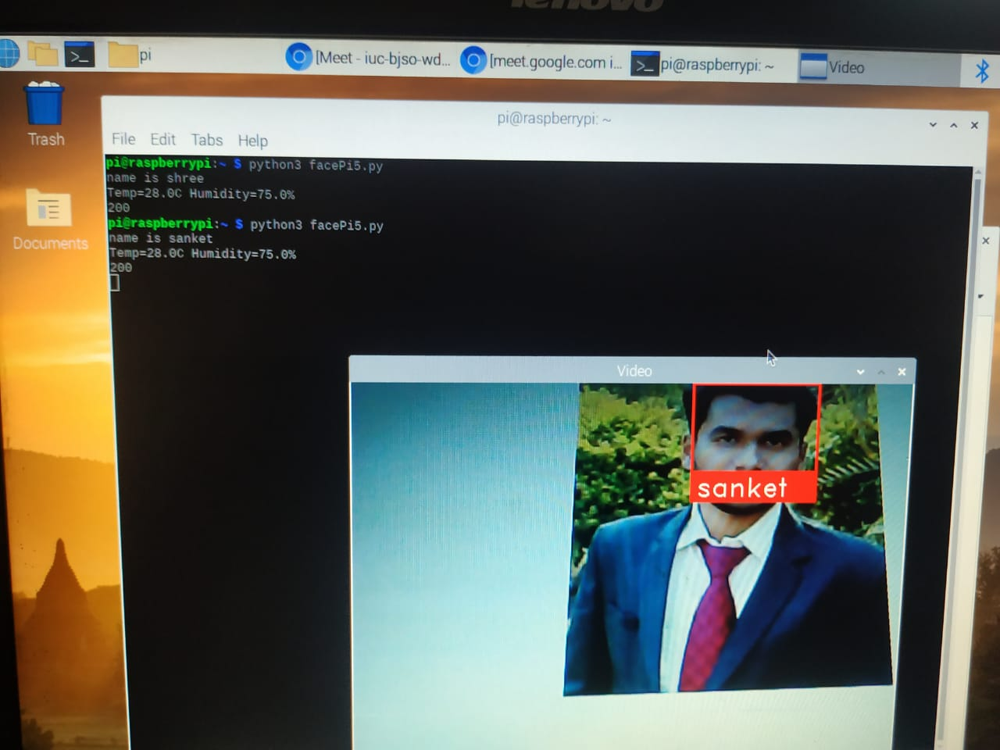 lenovo
pi
[Meet - iuc-bjso-wd...
[meet.google.com i...
pi@raspberrypi: ~
Video
Trash
Documents
pi@raspberrypi: ~
File Edit Tabs Help
pi@raspberrypi:~ $ python3 facePi5.py
name is shree
Temp=28.0C Humidity=75.0%
200
pi@raspberrypi:~ $ python3 facePi5.py
name is sanket
Temp=28.0C Humidity=75.0%
200
Video
sanket